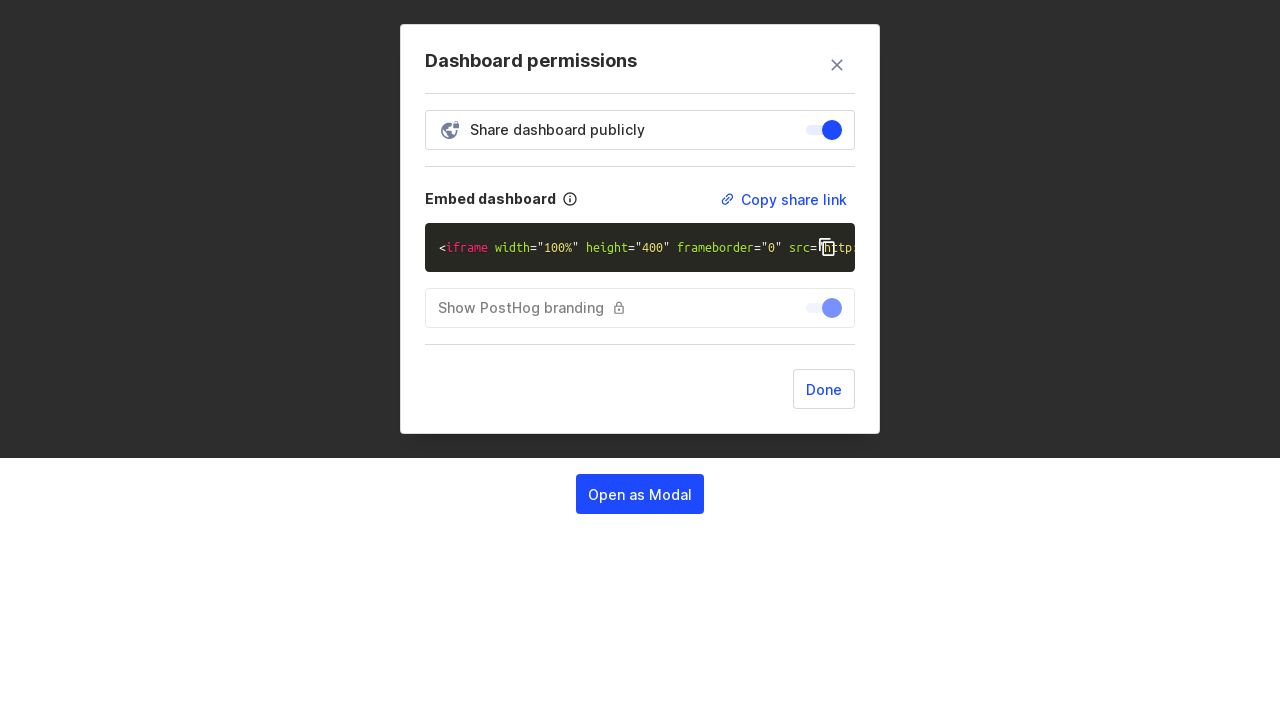 Dashboard permissions
Share dashboard publicly
Embed dashboard
Copy share link
<iframe width="100%" height="400" frameborder="0" src="http:
Show PostHog branding
Done
Open as Modal